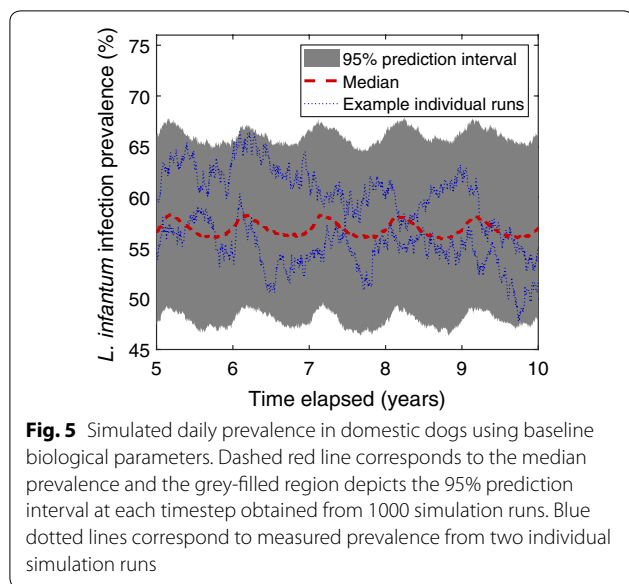 L. infantum infection prevalence (%)
75
70
65
60
55
50
45
95% prediction interval
Median
Example individual runs
5 6 7 8 9 10
Time elapsed (years)
Fig. 5 Simulated daily prevalence in domestic dogs using baseline
biological parameters. Dashed red line corresponds to the median
prevalence and the grey-filled region depicts the 95% prediction
interval at each timestep obtained from 1000 simulation runs. Blue
dotted lines correspond to measured prevalence from two individual
simulation runs